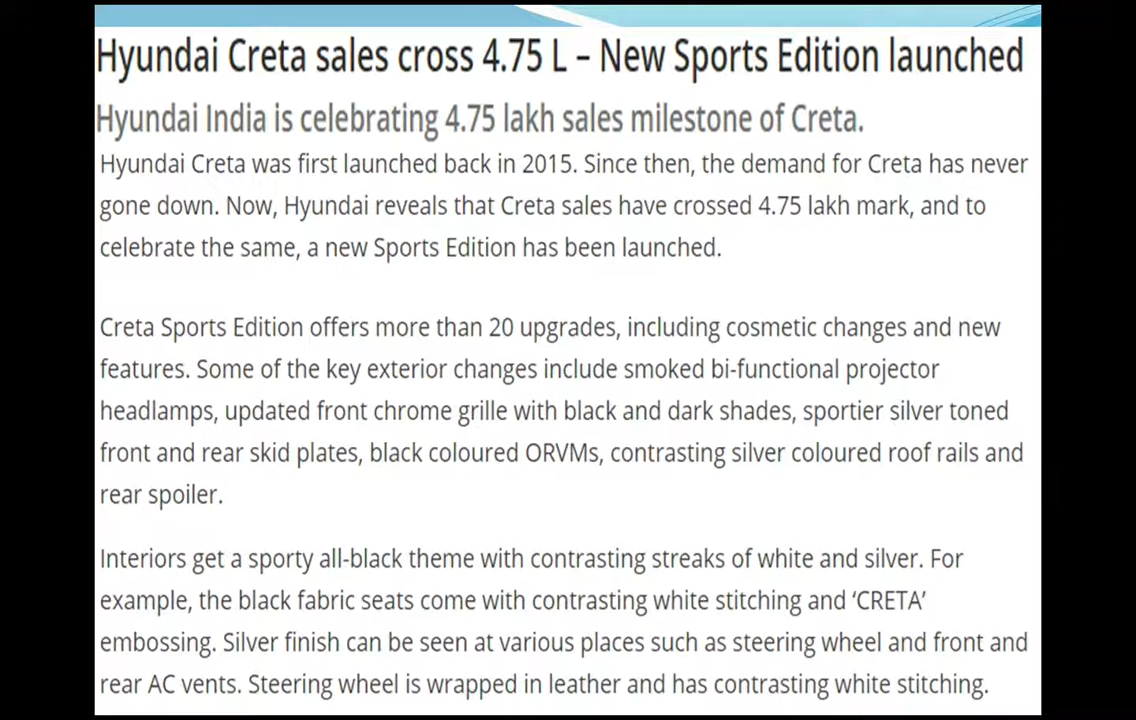 Hyundai Creta sales cross 4.75 L – New Sports Edition launched
Hyundai India is celebrating 4.75 lakh sales milestone of Creta.
Hyundai Creta was first launched back in 2015. Since then, the demand for Creta has never
gone down. Now, Hyundai reveals that Creta sales have crossed 4.75 lakh mark, and to
celebrate the same, a new Sports Edition has been launched.
Creta Sports Edition offers more than 20 upgrades, including cosmetic changes and new
features. Some of the key exterior changes include smoked bi-functional projector
headlamps, updated front chrome grille with black and dark shades, sportier silver toned
front and rear skid plates, black coloured ORVMs, contrasting silver coloured roof rails and
rear spoiler.
Interiors get a sporty all-black theme with contrasting streaks of white and silver. For
example, the black fabric seats come with contrasting white stitching and ‘CRETA’
embossing. Silver finish can be seen at various places such as steering wheel and front and
rear AC vents. Steering wheel is wrapped in leather and has contrasting white stitching.